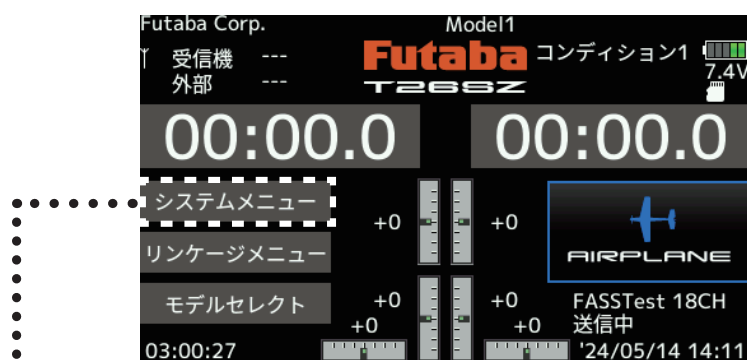 Futaba Corp.
Model1
受信機 ---
外部 ---
Futaba
T26SZ
コンディション1
7.4V
00:00.0
00:00.0
システムメニュー
リンケージメニュー
モデルセレクト
+0
+0
+0
+0
+0
+0
AIRPLANE
FASSTest 18CH
送信中
03:00:27
'24/05/14 14:11